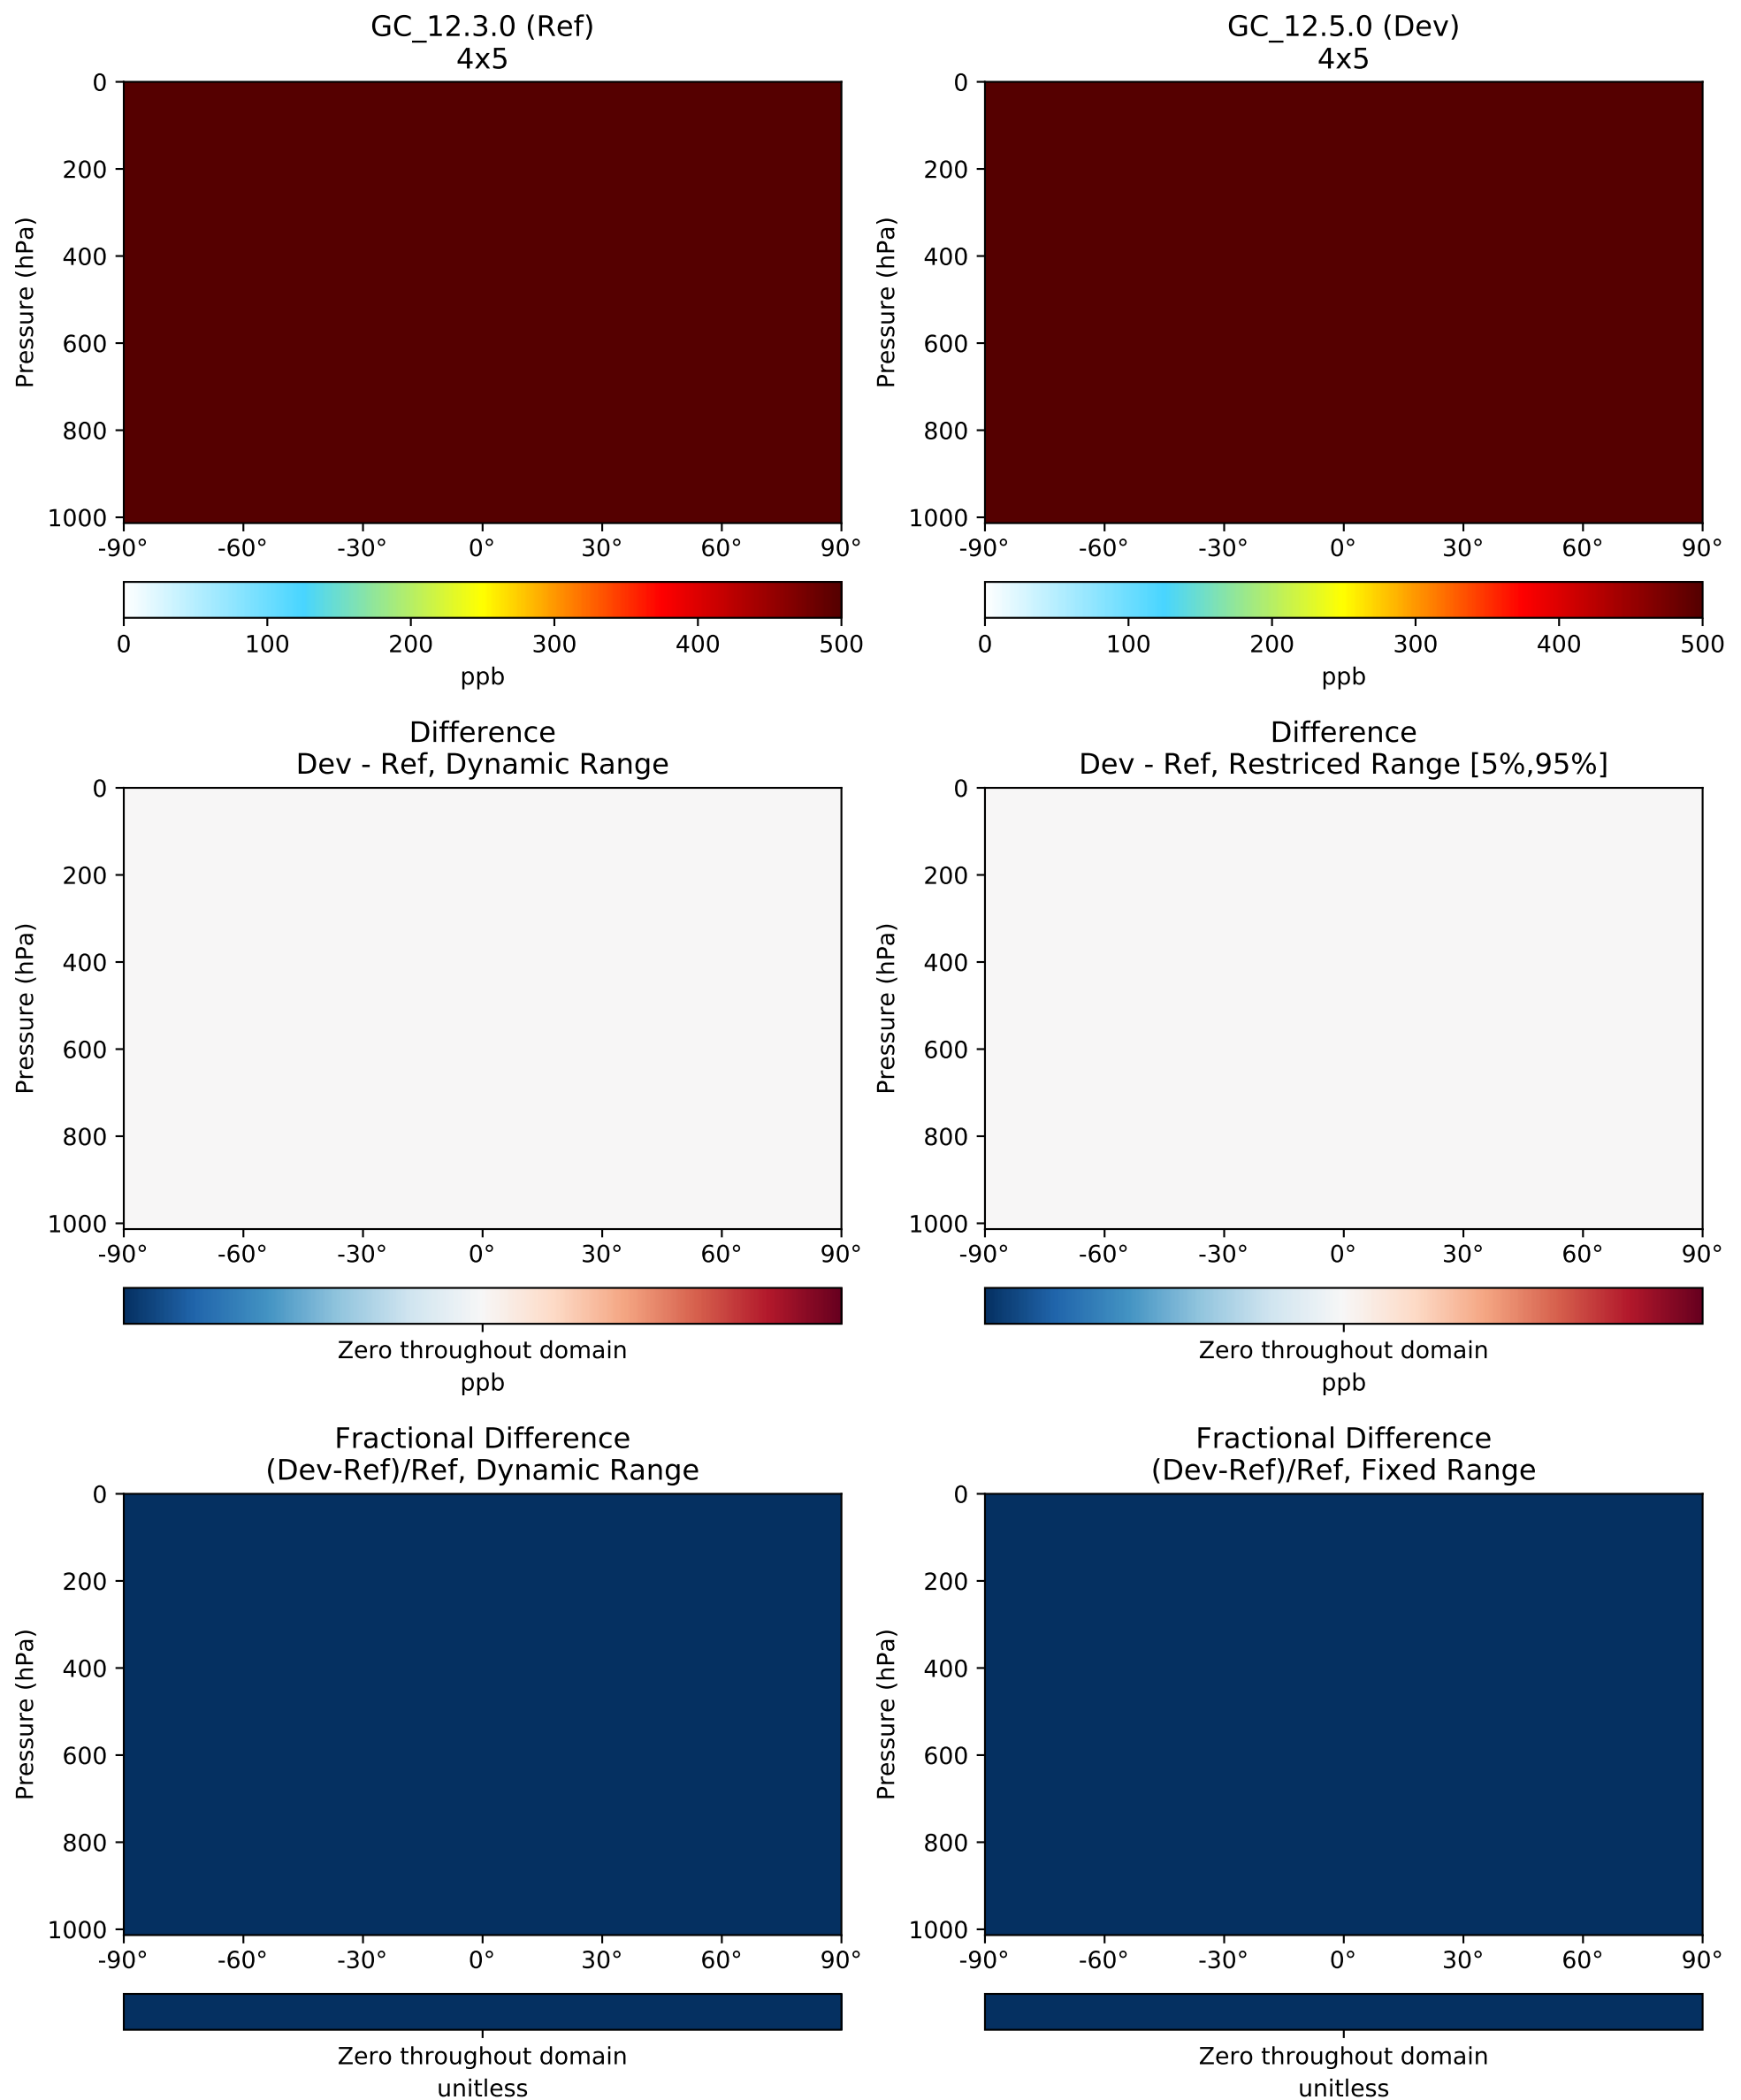 GC_12.3.0 (Ref)
4x5
0
200
400
600
800
1000
Pressure (hPa)
-90° -60° -30° 0° 30° 60° 90°
0 100 200 300 400 500
ppb
GC_12.5.0 (Dev)
4x5
0
200
400
600
800
1000
Pressure (hPa)
-90° -60° -30° 0° 30° 60° 90°
0 100 200 300 400 500
ppb
Difference
Dev - Ref, Dynamic Range
0
200
400
600
800
1000
Pressure (hPa)
-90° -60° -30° 0° 30° 60° 90°
Zero throughout domain
ppb
Difference
Dev - Ref, Restriced Range [5%,95%]
0
200
400
600
800
1000
Pressure (hPa)
-90° -60° -30° 0° 30° 60° 90°
Zero throughout domain
ppb
Fractional Difference
(Dev-Ref)/Ref, Dynamic Range
0
200
400
600
800
1000
Pressure (hPa)
-90° -60° -30° 0° 30° 60° 90°
Zero throughout domain
unitless
Fractional Difference
(Dev-Ref)/Ref, Fixed Range
0
200
400
600
800
1000
Pressure (hPa)
-90° -60° -30° 0° 30° 60° 90°
Zero throughout domain
unitless